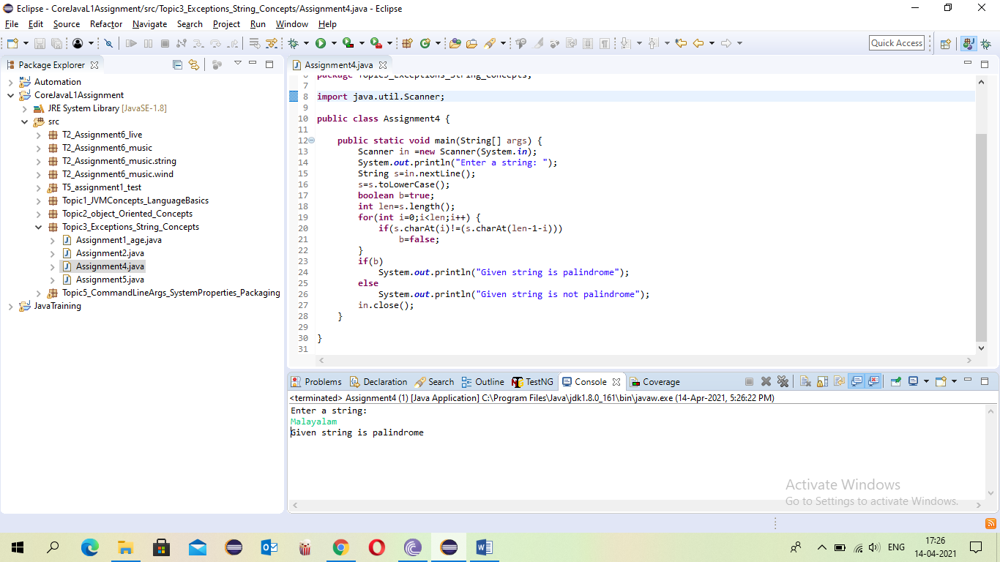 Eclipse - CoreJavaL1Assignment/src/Topic3_Exceptions_String_Concepts/Assignment4.java - Eclipse
File Edit Source Refactor Navigate Search Project Run Window Help
Quick Access
Package Explorer
Automation
CoreJavaL1Assignment
JRE System Library [JavaSE-1.8]
src
T2_Assignment6_live
T2_Assignment6_music
T2_Assignment6_music.string
T2_Assignment6_music.wind
T5_assignment1_test
Topic1_JVMConcepts_LanguageBasics
Topic2_object_Oriented_Concepts
Topic3_Exceptions_String_Concepts
Assignment1_age.java
Assignment2.java
Assignment4.java
Assignment5.java
Topic5_CommandLineArgs_SystemProperties_Packaging
JavaTraining
Assignment4.java
6 package Topic3_Exceptions_String_Concepts;
7
8 import java.util.Scanner;
9
10 public class Assignment4 {
11
12 public static void main(String[] args) {
13 Scanner in =new Scanner(System.in);
14 System.out.println("Enter a string: ");
15 String s=in.nextLine();
16 s=s.toLowerCase();
17 boolean b=true;
18 int len=s.length();
19 for(int i=0;i<len;i++) {
20 if(s.charAt(i)!=(s.charAt(len-1-i)))
21 b=false;
22 }
23 if(b)
24 System.out.println("Given string is palindrome");
25 else
26 System.out.println("Given string is not palindrome");
27 in.close();
28 }
29
30 }
31
Problems Declaration Search Outline TestNG Console Coverage
<terminated> Assignment4 (1) [Java Application] C:\Program Files\Java\jdk1.8.0_161\bin\javaw.exe (14-Apr-2021, 5:26:22 PM)
Enter a string:
Malayalam
Given string is palindrome
Activate Windows
Go to Settings to activate Windows.
ENG
17:26
14-04-2021